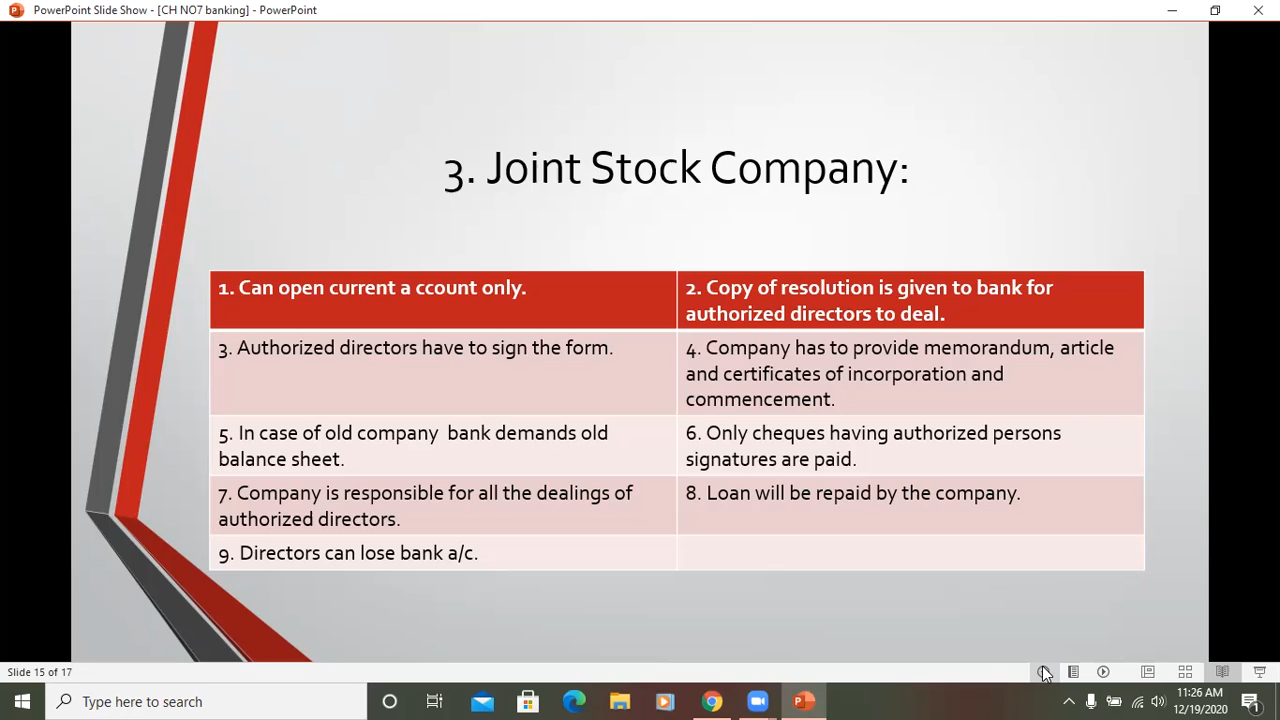 PowerPoint Slide Show - [CH NO7 banking] - PowerPoint
3. Joint Stock Company:
1. Can open current a ccount only.
2. Copy of resolution is given to bank for
authorized directors to deal.
3. Authorized directors have to sign the form.
4. Company has to provide memorandum, article
and certificates of incorporation and
commencement.
5. In case of old company  bank demands old
balance sheet.
6. Only cheques having authorized persons
signatures are paid.
7. Company is responsible for all the dealings of
authorized directors.
8. Loan will be repaid by the company.
9. Directors can lose bank a/c.
Slide 15 of 17
Type here to search
11:26 AM
12/19/2020
1